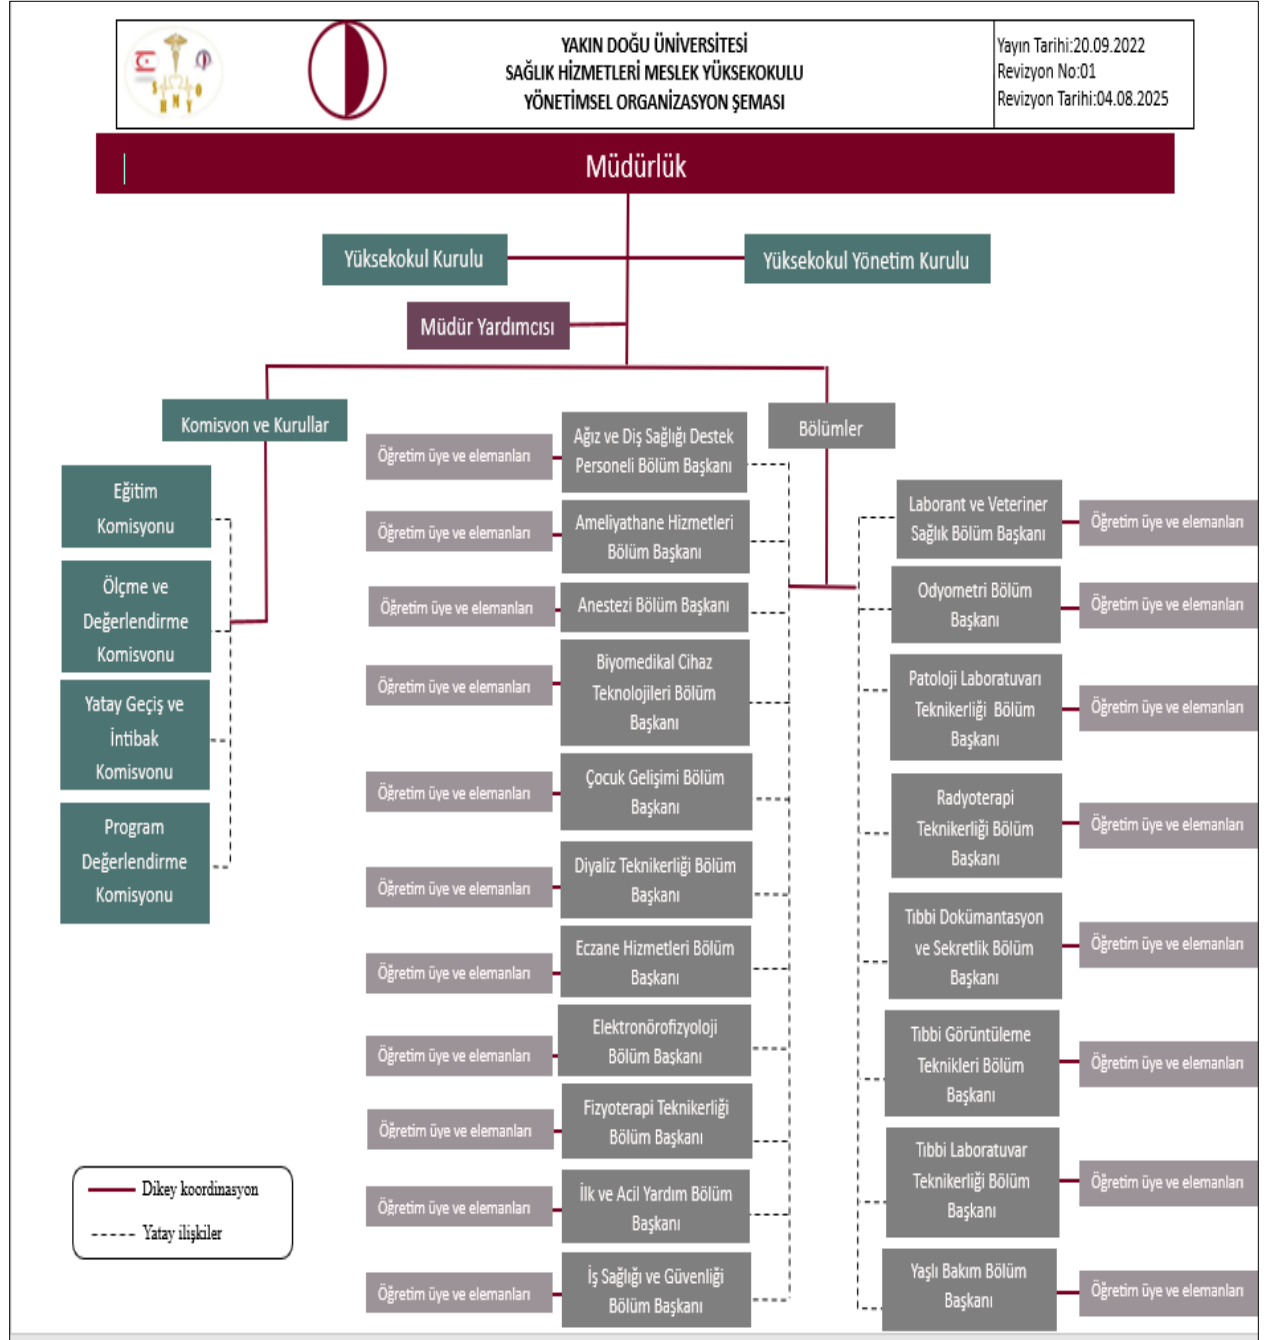 YAKIN DOĞU ÜNİVERSİTESİ
SAĞLIK HİZMETLERİ MESLEK YÜKSEKOKULU
YÖNETİMSEL ORGANİZASYON ŞEMASI
Yayın Tarihi:20.09.2022
Revizyon No:01
Revizyon Tarihi:04.08.2025
S H M Y O
Müdürlük
Yüksekokul Kurulu
Yüksekokul Yönetim Kurulu
Müdür Yardımcısı
Komisvon ve Kurullar
Bölümler
Eğitim
Komisyonu
Ölçme ve
Değerlendirme
Komisvonu
Yatay Geçiş ve
İntibak
Komisvonu
Program
Değerlendirme
Komisyonu
Öğretim üye ve elemanları
Ağız ve Diş Sağlığı Destek
Personeli Bölüm Başkanı
Öğretim üye ve elemanları
Ameliyathane Hizmetleri
Bölüm Başkanı
Öğretim üye ve elemanları
Anestezi Bölüm Başkanı
Öğretim üye ve elemanları
Biyomedikal Cihaz
Teknolojileri Bölüm
Başkanı
Öğretim üye ve elemanları
Çocuk Gelişimi Bölüm
Başkanı
Öğretim üye ve elemanları
Diyaliz Teknikerliği Bölüm
Başkanı
Öğretim üye ve elemanları
Eczane Hizmetleri Bölüm
Başkanı
Öğretim üye ve elemanları
Elektronörofizyoloji
Bölüm Başkanı
Öğretim üye ve elemanları
Fizyoterapi Teknikerliği
Bölüm Başkanı
Öğretim üye ve elemanları
İlk ve Acil Yardım Bölüm
Başkanı
Öğretim üye ve elemanları
İş Sağlığı ve Güvenliği
Bölüm Başkanı
Laborant ve Veteriner
Sağlık Bölüm Başkanı
Öğretim üye ve elemanları
Odyometri Bölüm
Başkanı
Öğretim üye ve elemanları
Patoloji Laboratuvarı
Teknikerliği Bölüm
Başkanı
Öğretim üye ve elemanları
Radyoterapi
Teknikerliği Bölüm
Başkanı
Öğretim üye ve elemanları
Tıbbi Dokümantasyon
ve Sekretlik Bölüm
Başkanı
Öğretim üye ve elemanları
Tıbbi Görüntüleme
Teknikleri Bölüm
Başkanı
Öğretim üye ve elemanları
Tıbbi Laboratuvar
Teknikerliği Bölüm
Başkanı
Öğretim üye ve elemanları
Yaşlı Bakım Bölüm
Başkanı
Öğretim üye ve elemanları
Dikey koordinasyon
Yatay ilişkiler